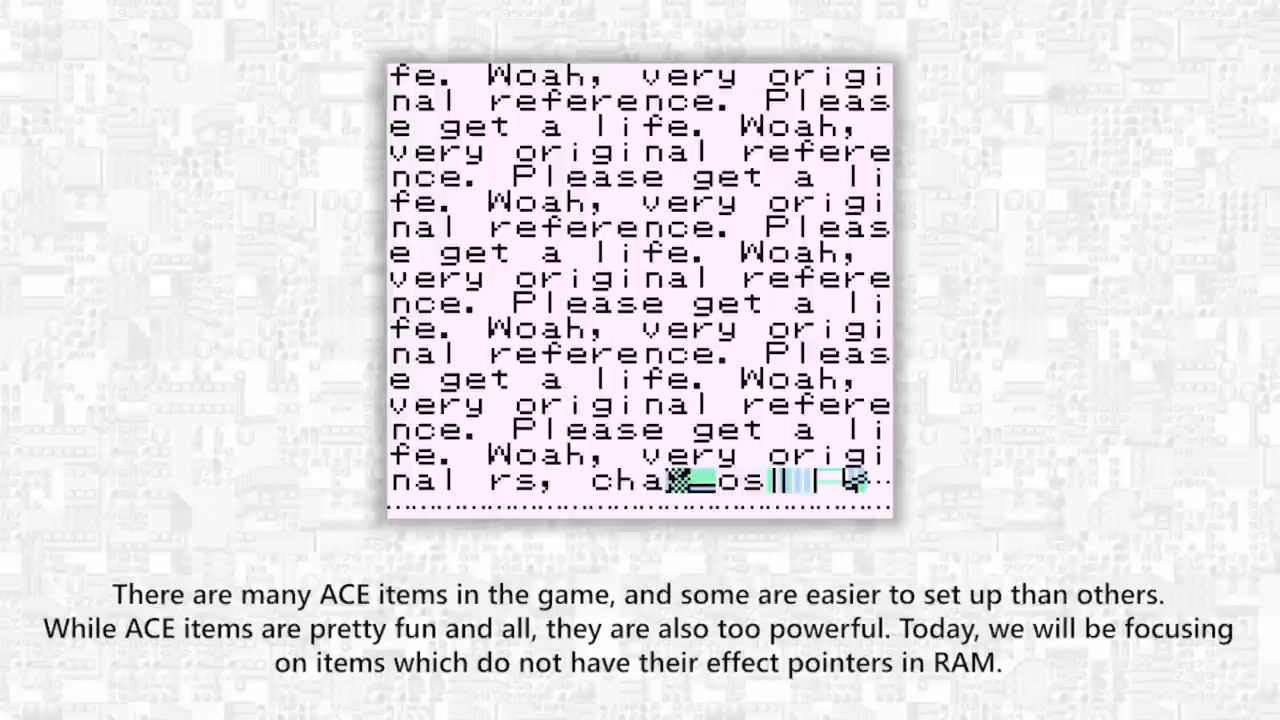 fe. Woah, very origi
nal reference. Pleas
e get a life. Woah,
very original refere
nce. Please get a li
fe. Woah, very origi
nal reference. Pleas
e get a life. Woah,
very original refere
nce. Please get a li
fe. Woah, very origi
nal reference. Pleas
e get a life. Woah,
very original refere
nce. Please get a li
fe. Woah, very origi
nal rs, cha os
There are many ACE items in the game, and some are easier to set up than others.
While ACE items are pretty fun and all, they are also too powerful. Today, we will be focusing
on items which do not have their effect pointers in RAM.